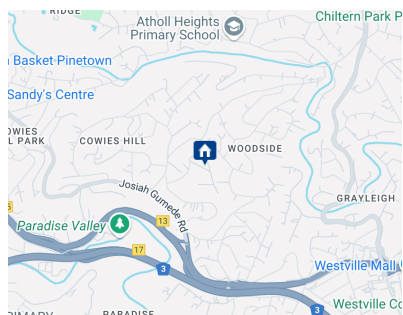 RIDGE
Atholl Heights
Primary School
Chiltern Park P
Basket Pinetown
Sandy's Centre
COWIES HILL
WOODSIDE
L PARK
Josiah Gumede Rd
GRAYLEIGH
Paradise Valley
13
17
3
Westville Mall
Westville Co
3
PARADISE